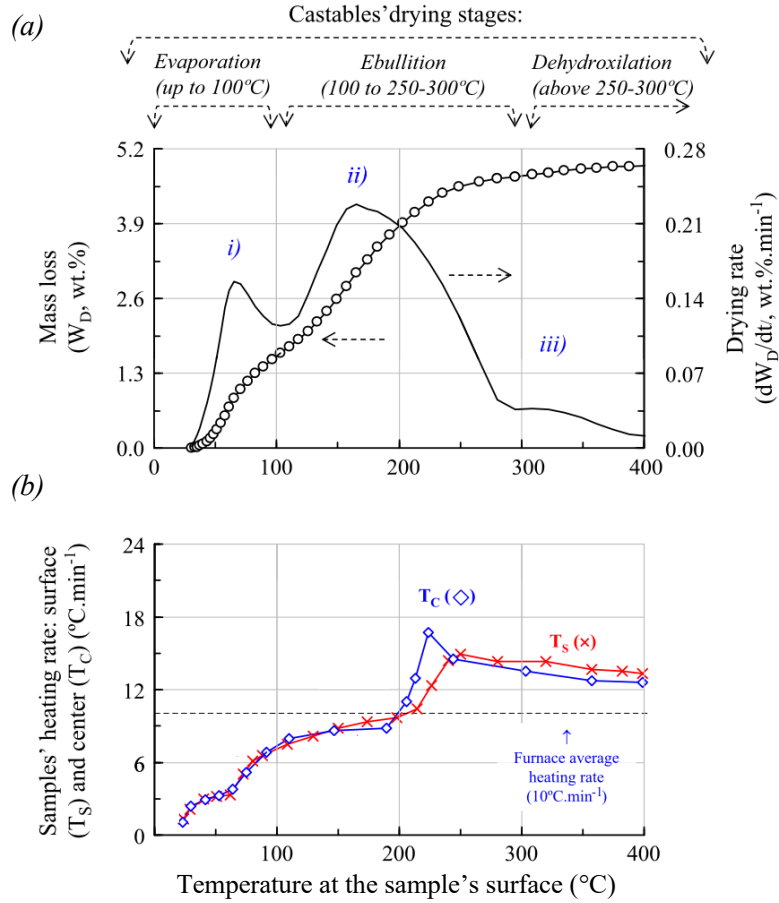 (a)
Castables’drying stages:
Evaporation
(up to 100ºC)
Ebullition
(100 to 250-300ºC)
Dehydroxilation
(above 250-300ºC)
Mass loss
(W_D, wt.%)
5.2
3.9
2.6
1.3
0.0
i)
ii)
iii)
0.28
0.21
0.14
0.07
0.00
Drying rate
(dW_D/dt, wt.%.min⁻¹)
0
100
200
300
400
(b)
Samples’ heating rate: surface
(T_S) and center (T_C) (ºC.min⁻¹)
24
18
12
6
0
T_C (◇)
T_S (×)
↑
Furnace average
heating rate
(10ºC.min⁻¹)
100
200
300
400
Temperature at the sample’s surface (°C)